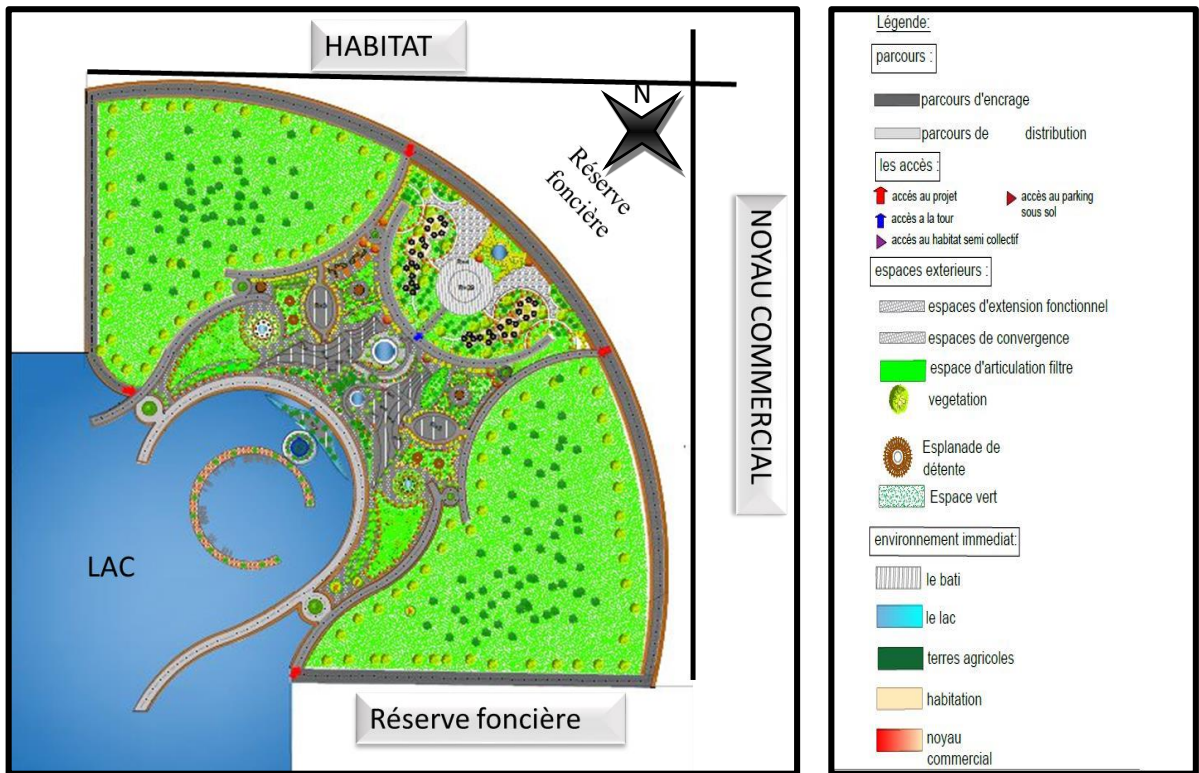 HABITAT
N
Réserve
foncière
NOYAU COMMERCIAL
LAC
Réserve foncière
Légende:
parcours :
parcours d'encrage
parcours de distribution
les accès :
accés au projet
accès au parking
sous sol
accès a la tour
accés au habitat semi collectif
espaces exterieurs :
espaces d'extension fonctionnel
espaces de convergence
espace d'articulation filtre
vegetation
Esplanade de
détente
Espace vert
environnement immediat:
le bati
le lac
terres agricoles
habitation
noyau
commercial